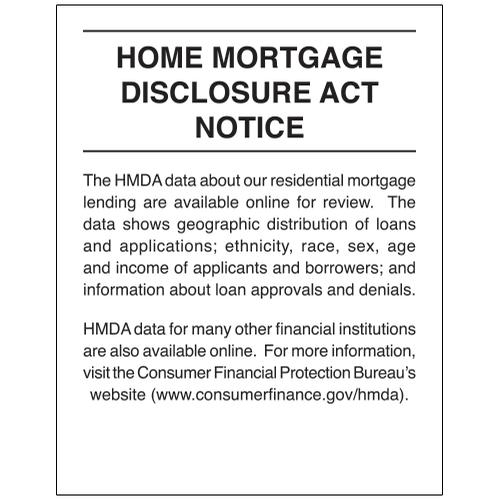 HOME MORTGAGE
DISCLOSURE ACT
NOTICE
The HMDA data about our residential mortgage
lending are available online for review. The
data shows geographic distribution of loans
and applications; ethnicity, race, sex, age
and income of applicants and borrowers; and
information about loan approvals and denials.
HMDA data for many other financial institutions
are also available online. For more information,
visit the Consumer Financial Protection Bureau's
website (www.consumerfinance.gov/hmda).